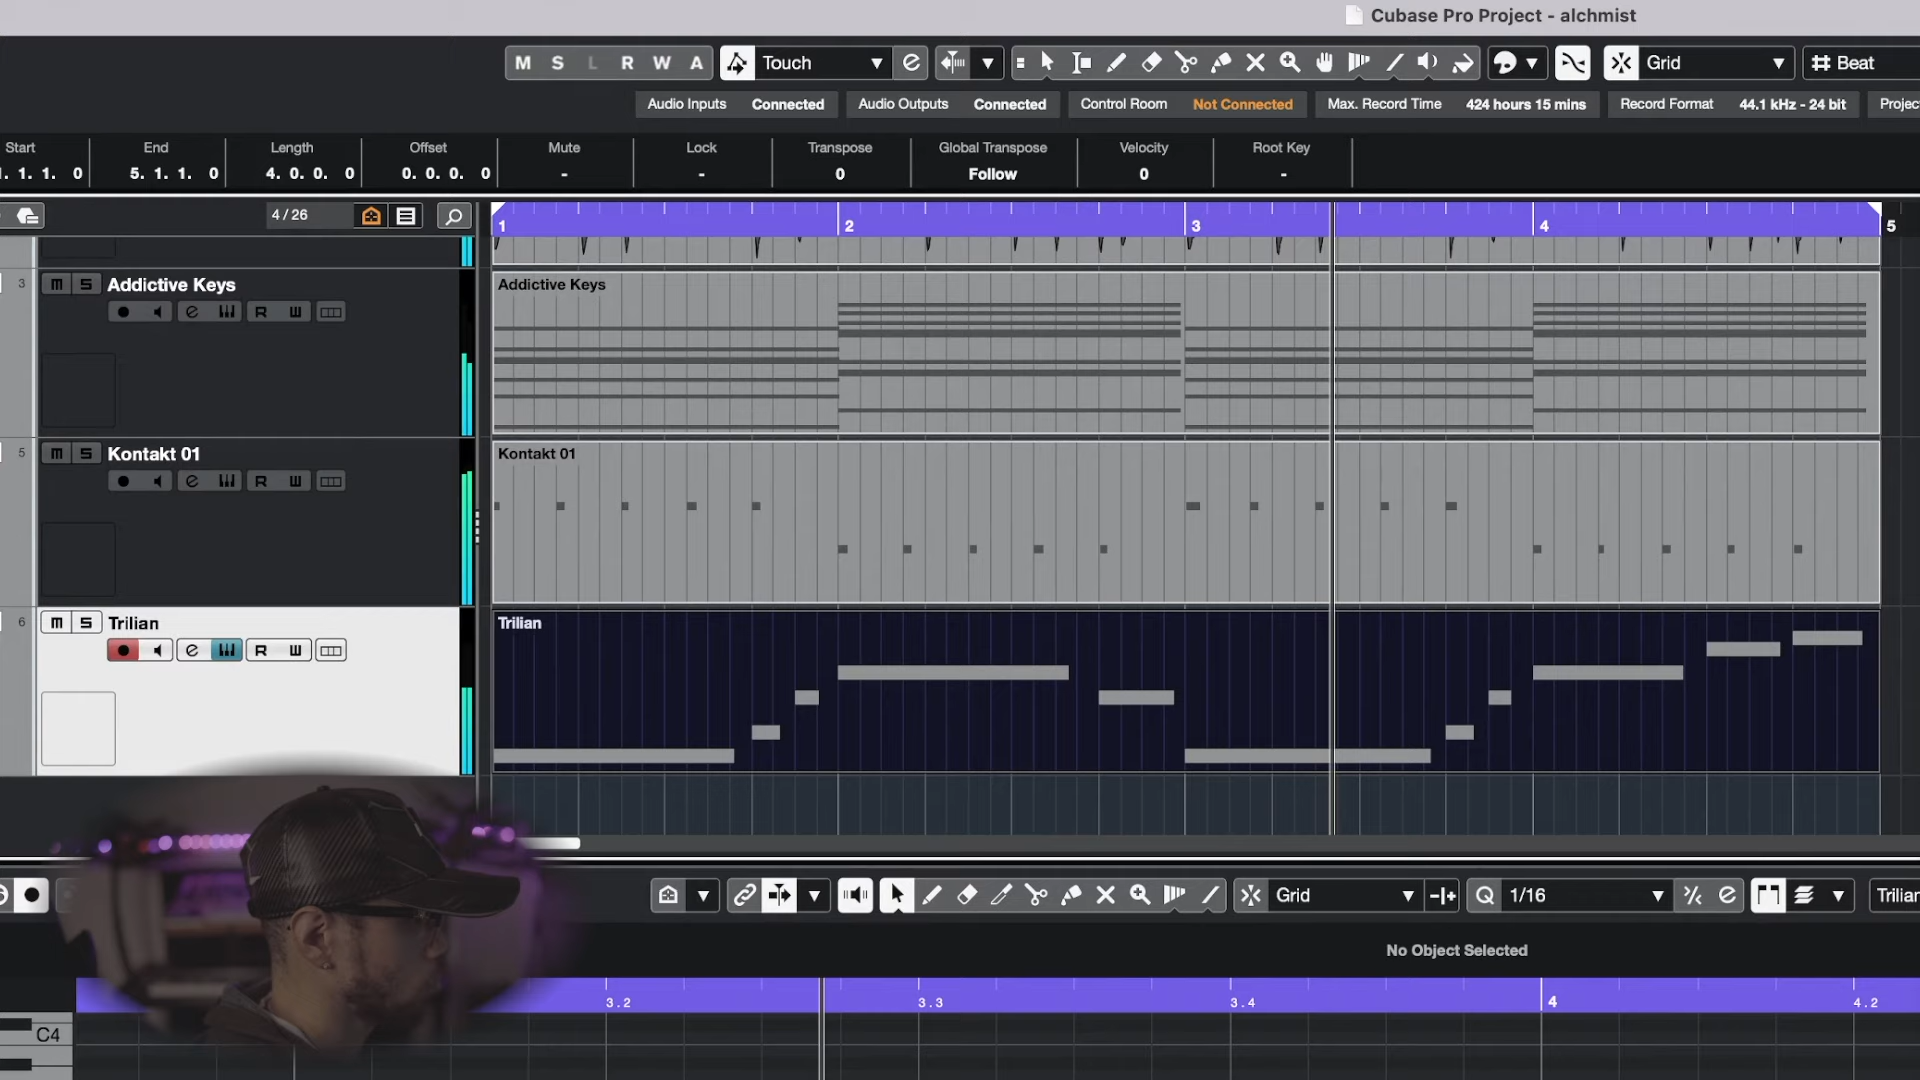 Cubase Pro Project - alchmist
M S L R W A Touch Grid Beat
Audio Inputs Connected Audio Outputs Connected Control Room Not Connected Max. Record Time 424 hours 15 mins Record Format 44.1 kHz - 24 bit
Start End Length Offset Mute Lock Transpose Global Transpose Velocity Root Key
1. 1. 0 5. 1. 1. 0 4. 0. 0. 0 0. 0. 0. 0 - - 0 Follow 0 -
4 / 26
1 2 3 4 5
3 M S Addictive Keys
R W
Addictive Keys
5 M S Kontakt 01
R W
Kontakt 01
6 M S Trilian
R W
Trilian
Grid Q 1/16
No Object Selected
3.2 3.3 3.4 4 4.2
C4